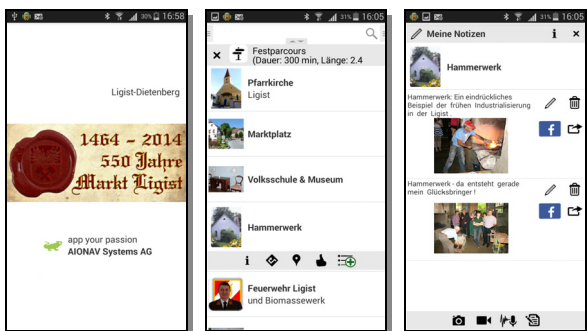 30% 16:58
Ligist-Dietenberg
1464 - 2014
550 Jahre
Markt Ligist
app your passion
AIONAV Systems AG
31% 16:05
Festparcours
(Dauer: 300 min, Länge: 2.4
Pfarrkirche
Ligist
Marktplatz
Volksschule & Museum
Hammerwerk
Feuerwehr Ligist
und Biomassewerk
31% 16:05
Meine Notizen
Hammerwerk
Hammerwerk: Ein eindrückliches
Beispiel der frühen Industrialisierung
in der Ligist
Hammerwerk - da entsteht gerade
mein Glücksbringer !